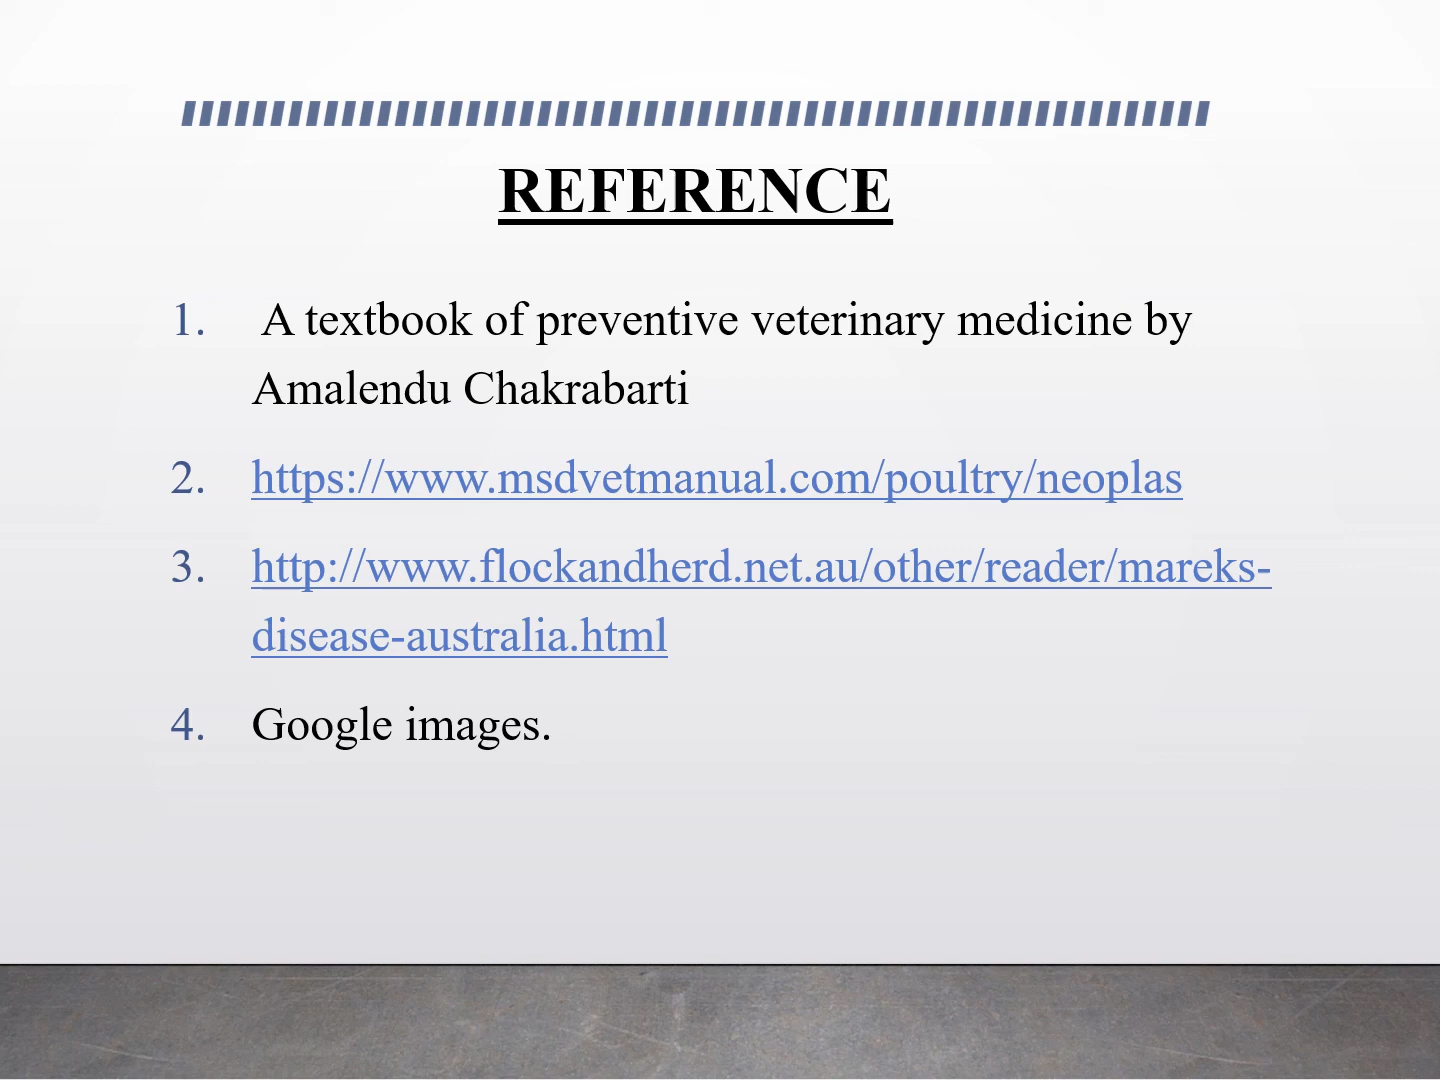 REFERENCE
1. A textbook of preventive veterinary medicine by
Amalendu Chakrabarti
2. https://www.msdvetmanual.com/poultry/neoplas
3. http://www.flockandherd.net.au/other/reader/mareks-
disease-australia.html
4. Google images.